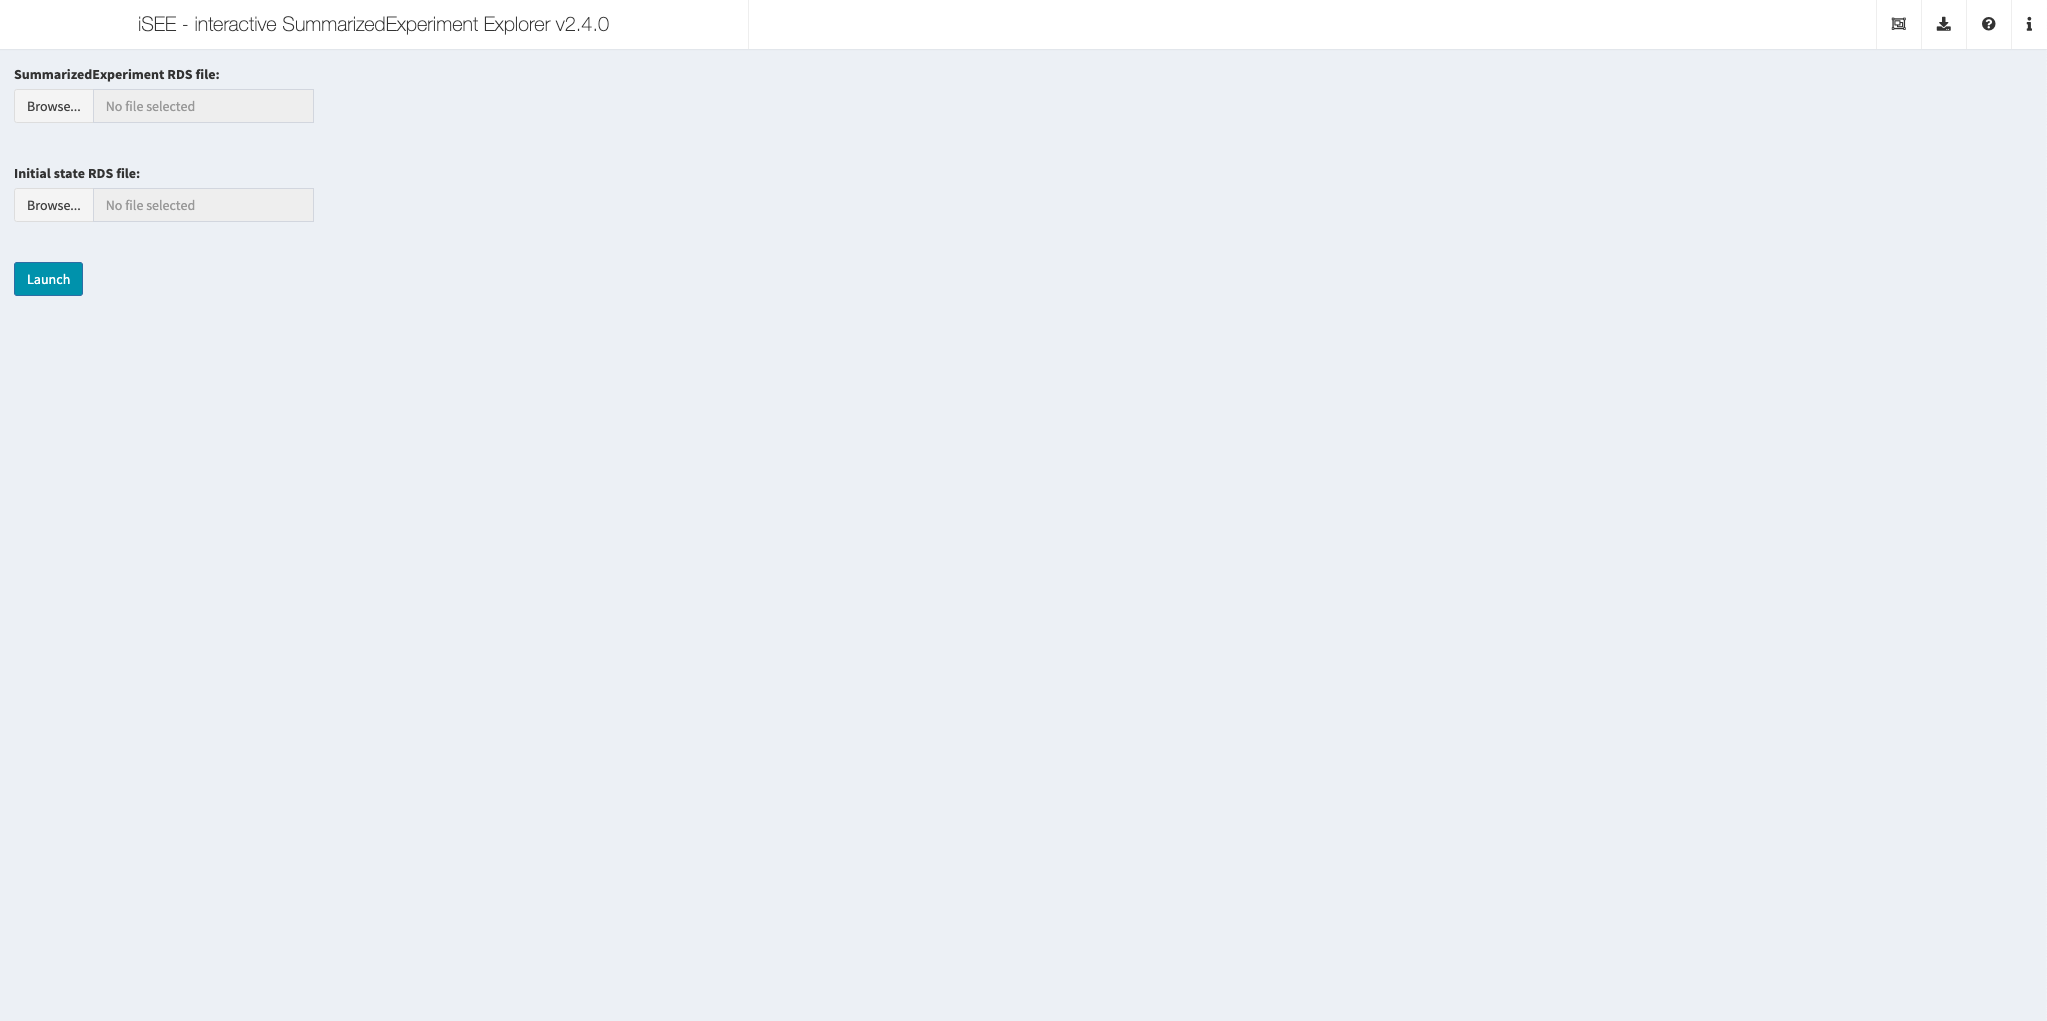 iSEE - interactive SummarizedExperiment Explorer v2.4.0
SummarizedExperiment RDS file:
Browse... No file selected
Initial state RDS file:
Browse... No file selected
Launch